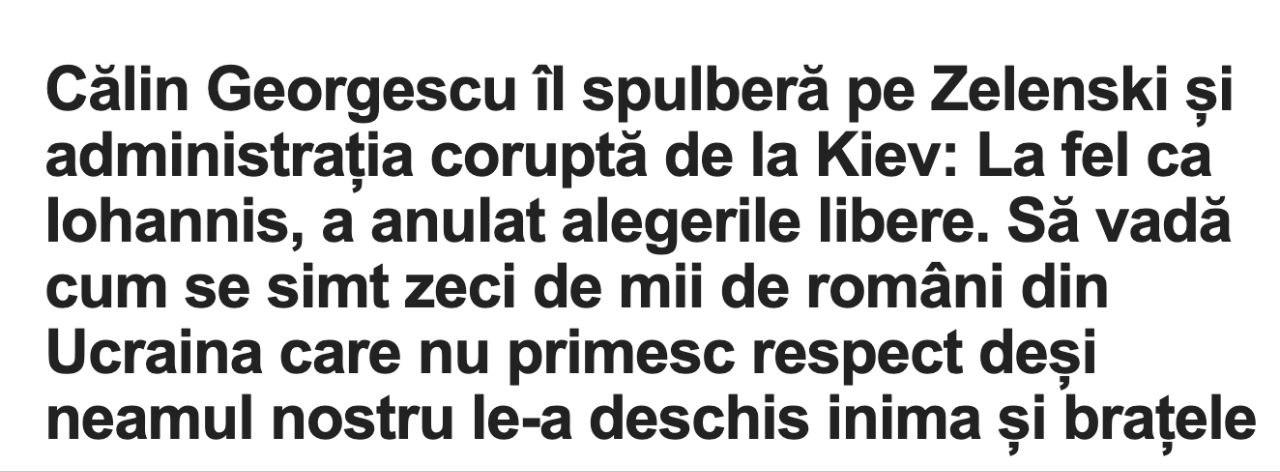 Călin Georgescu îl spulberă pe Zelenski și
administrația coruptă de la Kiev: La fel ca
Iohannis, a anulat alegerile libere. Să vadă
cum se simt zeci de mii de români din
Ucraina care nu primesc respect deși
neamul nostru le-a deschis inima și brațele